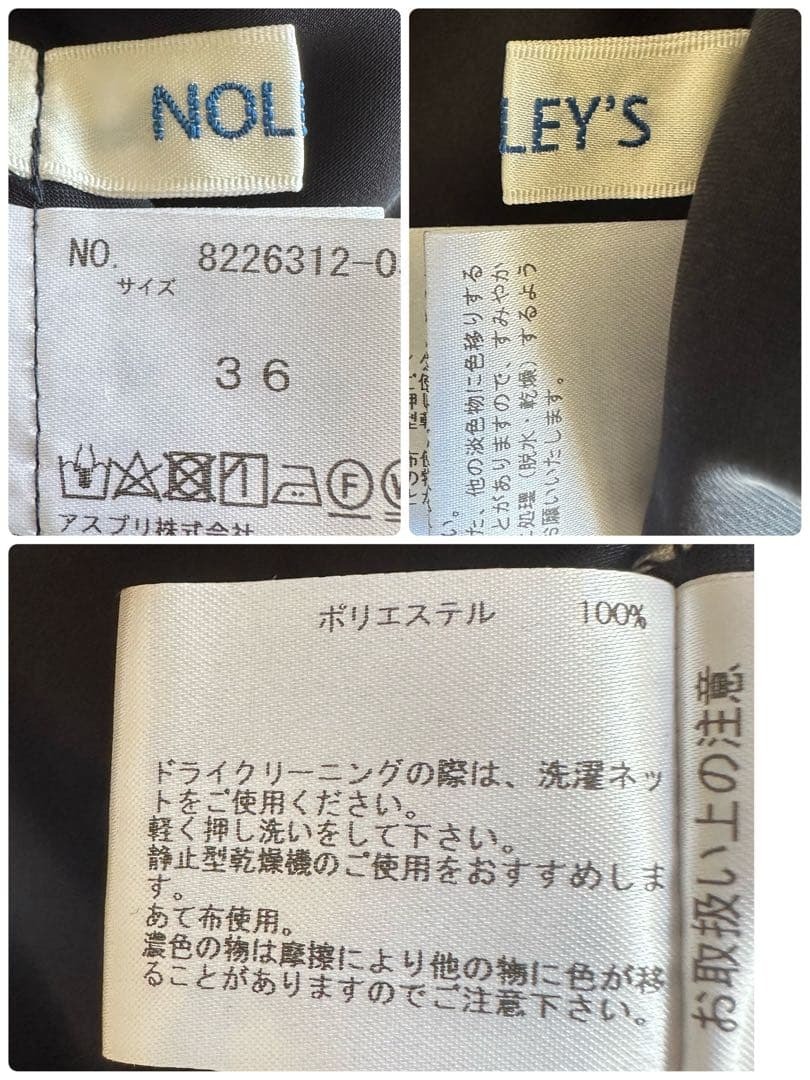 NOL
NO. 8226312-0
サイズ
36
1
F
アスプリ株式会社
LEY'S
た、他の淡色物に色移りする
とがありますので、すみやか
処理（脱水・乾燥）するよう
お願いいたします。
ポリエステル 100%
ドライクリーニングの際は、洗濯ネッ
トをご使用ください。
軽く押し洗いをして下さい。
静止型乾燥機のご使用をおすすめしま
す。
あて布使用。
濃色の物は摩擦により他の物に色が移
ることがありますのでご注意下さい。
お取扱い上の注意